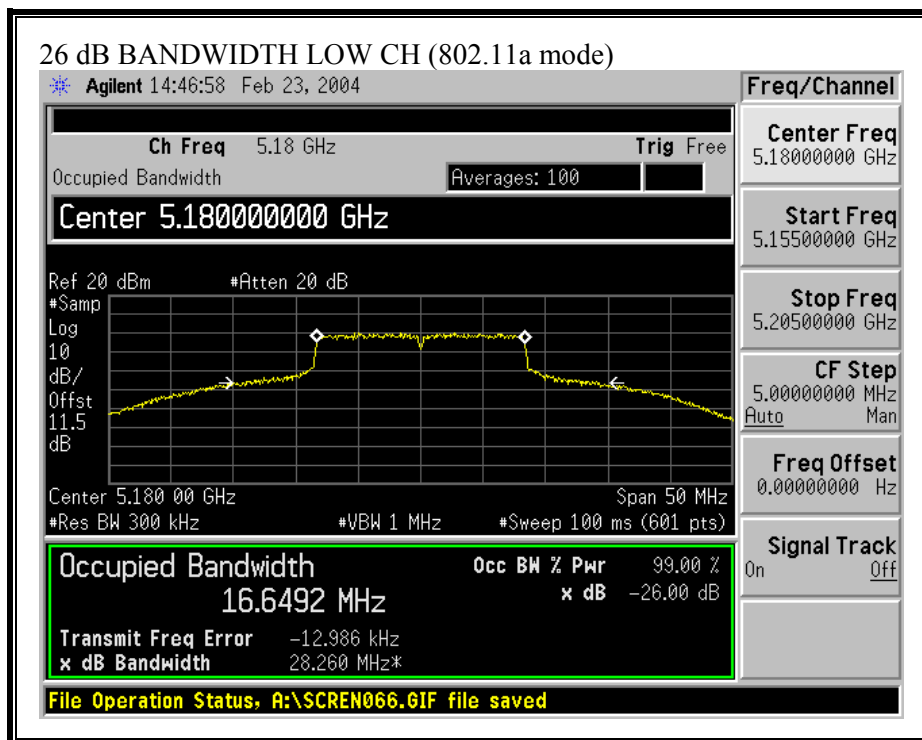 26 dB BANDWIDTH LOW CH (802.11a mode)
Agilent 14:46:58 Feb 23, 2004
Freq/Channel
Ch Freq 5.18 GHz Trig Free
Occupied Bandwidth Averages: 100
Center 5.180000000 GHz
Ref 20 dBm #Atten 20 dB
#Samp
Log
10
dB/
Offst
11.5
dB
Center 5.180 00 GHz Span 50 MHz
#Res BW 300 kHz #VBW 1 MHz #Sweep 100 ms (601 pts)
Occupied Bandwidth Occ BW % Pwr 99.00 %
16.6492 MHz x dB -26.00 dB
Transmit Freq Error -12.986 kHz
x dB Bandwidth 28.260 MHz*
File Operation Status, A:\SCREN066.GIF file saved
Center Freq
5.18000000 GHz
Start Freq
5.15500000 GHz
Stop Freq
5.20500000 GHz
CF Step
5.00000000 MHz
Auto Man
Freq Offset
0.00000000 Hz
Signal Track
On Off